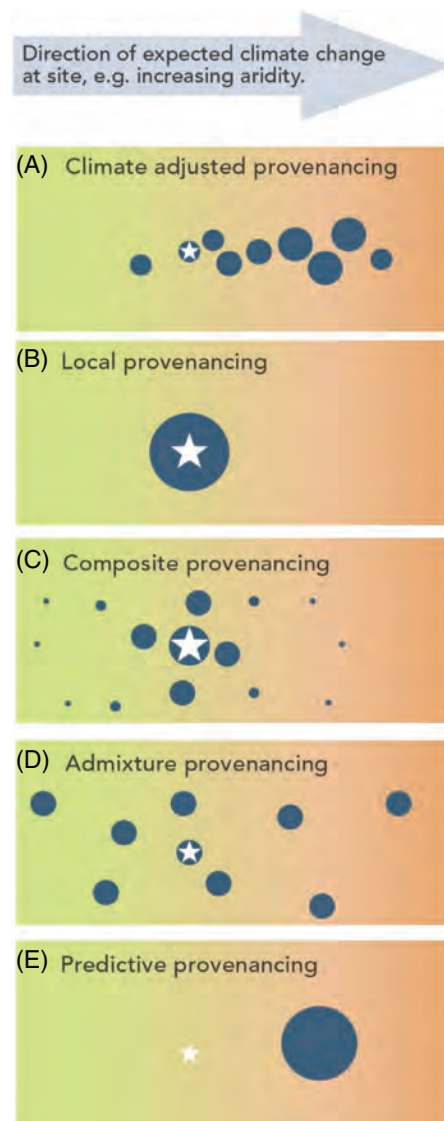 Direction of expected climate change
at site, e.g. increasing aridity.
(A) Climate adjusted provenancing
(B) Local provenancing
(C) Composite provenancing
(D) Admixture provenancing
(E) Predictive provenancing